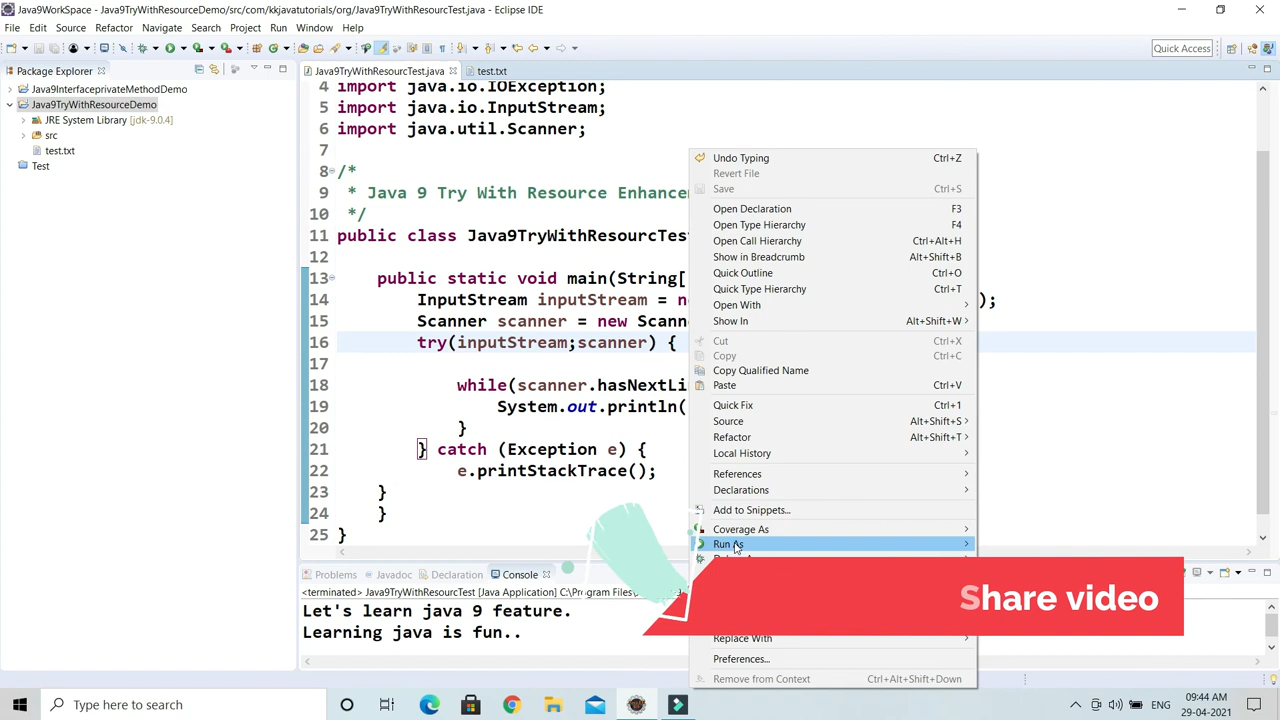 Java9WorkSpace - Java9TryWithResourceDemo/src/com/kkjavatutorials/org/Java9TryWithResourcTest.java - Eclipse IDE
File Edit Source Refactor Navigate Search Project Run Window Help
Quick Access
Package Explorer
Java9InterfaceprivateMethodDemo
Java9TryWithResourceDemo
JRE System Library [jdk-9.0.4]
src
test.txt
Test
Java9TryWithResourcTest.java
test.txt
4 import java.io.IOException;
5 import java.io.InputStream;
6 import java.util.Scanner;
7
8 /*
9 * Java 9 Try With Resource
10 */
11 public class
12
13 public static void main(String[
14 InputStream inputStream = );
15 Scanner scanner = new
16 try(inputStream;scanner) {
17
18 while(scanner.
19 System.out.println(
20 }
21 } catch (Exception e) {
22 e.printStackTrace();
23 }
24 }
25 }
Undo Typing Ctrl+Z
Revert File
Save Ctrl+S
Open Declaration F3
Open Type Hierarchy F4
Open Call Hierarchy Ctrl+Alt+H
Show in Breadcrumb Alt+Shift+B
Quick Outline Ctrl+O
Quick Type Hierarchy Ctrl+T
Open With
Show In Alt+Shift+W
Cut Ctrl+X
Copy Ctrl+C
Copy Qualified Name
Paste Ctrl+V
Quick Fix Ctrl+1
Source Alt+Shift+S
Refactor Alt+Shift+T
Local History
References
Declarations
Add to Snippets...
Coverage As
Run As
Replace With
Preferences...
Remove from Context Ctrl+Alt+Shift+Down
Share video
Problems Javadoc Declaration Console
<terminated> Java9TryWithResourcTest [Java Application] C:\Program Files\
Let's learn java 9 feature.
Learning java is fun..
Type here to search
ENG
09:44 AM
29-04-2021